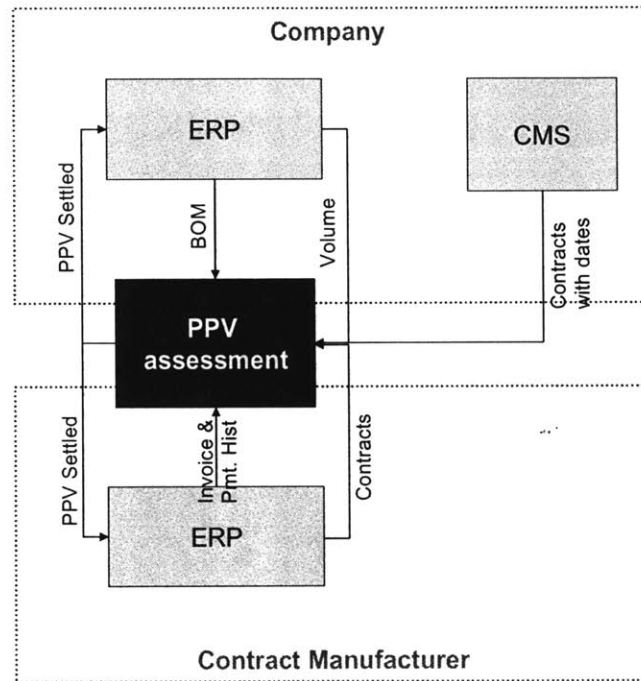 Company
ERP
CMS
PPV Settled
BOM
Volume
Contracts
with dates
PPV
assessment
PPV Settled
Invoice &
Pmt. Hist
Contracts
ERP
Contract Manufacturer